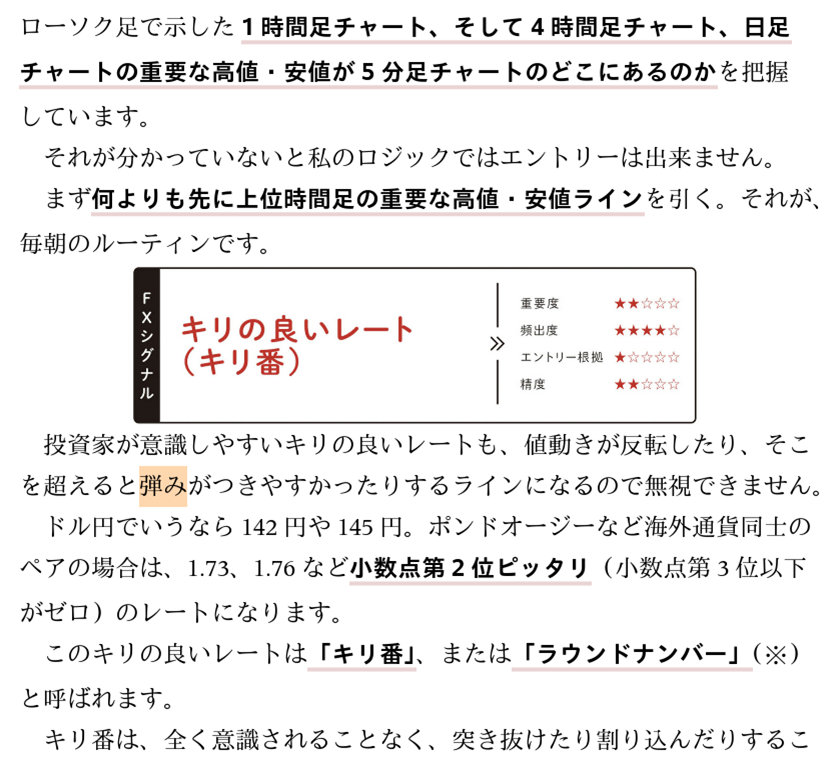 ローソク足で示した1時間足チャート、そして4時間足チャート、日足
チャートの重要な高値・安値が5分足チャートのどこにあるのかを把握
しています。
それが分かっていないと私のロジックではエントリーは出来ません。
まず何よりも先に上位時間足の重要な高値・安値ラインを引く。それが、
毎朝のルーティンです。
FXシグナル
キリの良いレート
(キリ番)
»
重要度 ★★☆☆☆
頻出度 ★★★★☆
エントリー根拠 ★☆☆☆☆
精度 ★★☆☆☆
投資家が意識しやすいキリの良いレートも、値動きが反転したり、そこ
を超えると弾みがつきやすかったりするラインになるので無視できません。
ドル円でいうなら142円や145円。ポンドオージーなど海外通貨同士の
ペアの場合は、1.73、1.76など小数点第2位ピッタリ(小数点第3位以下
がゼロ)のレートになります。
このキリの良いレートは「キリ番」、または「ラウンドナンバー」(※)
と呼ばれます。
キリ番は、全く意識されることなく、突き抜けたり割り込んだりするこ